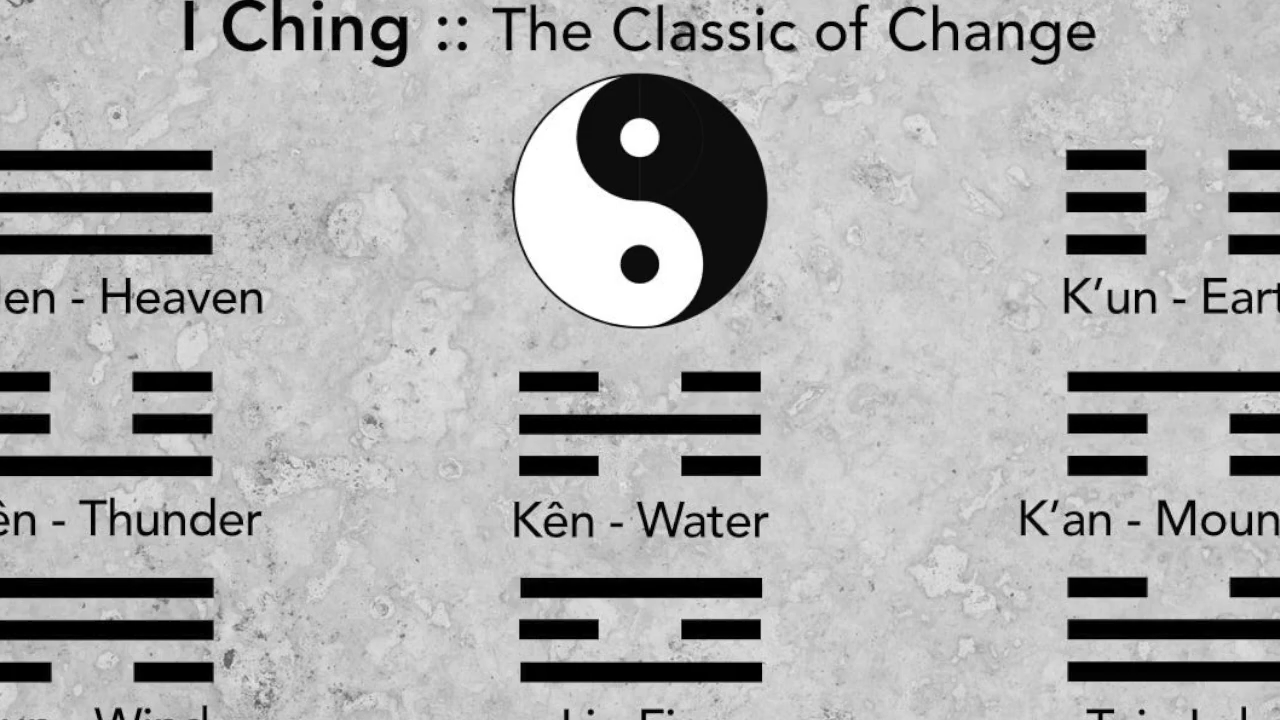 I Ching :: The Classic of Change
en - Heaven
K'un - Eart
ên - Thunder
Kên - Water
K'an - Moun